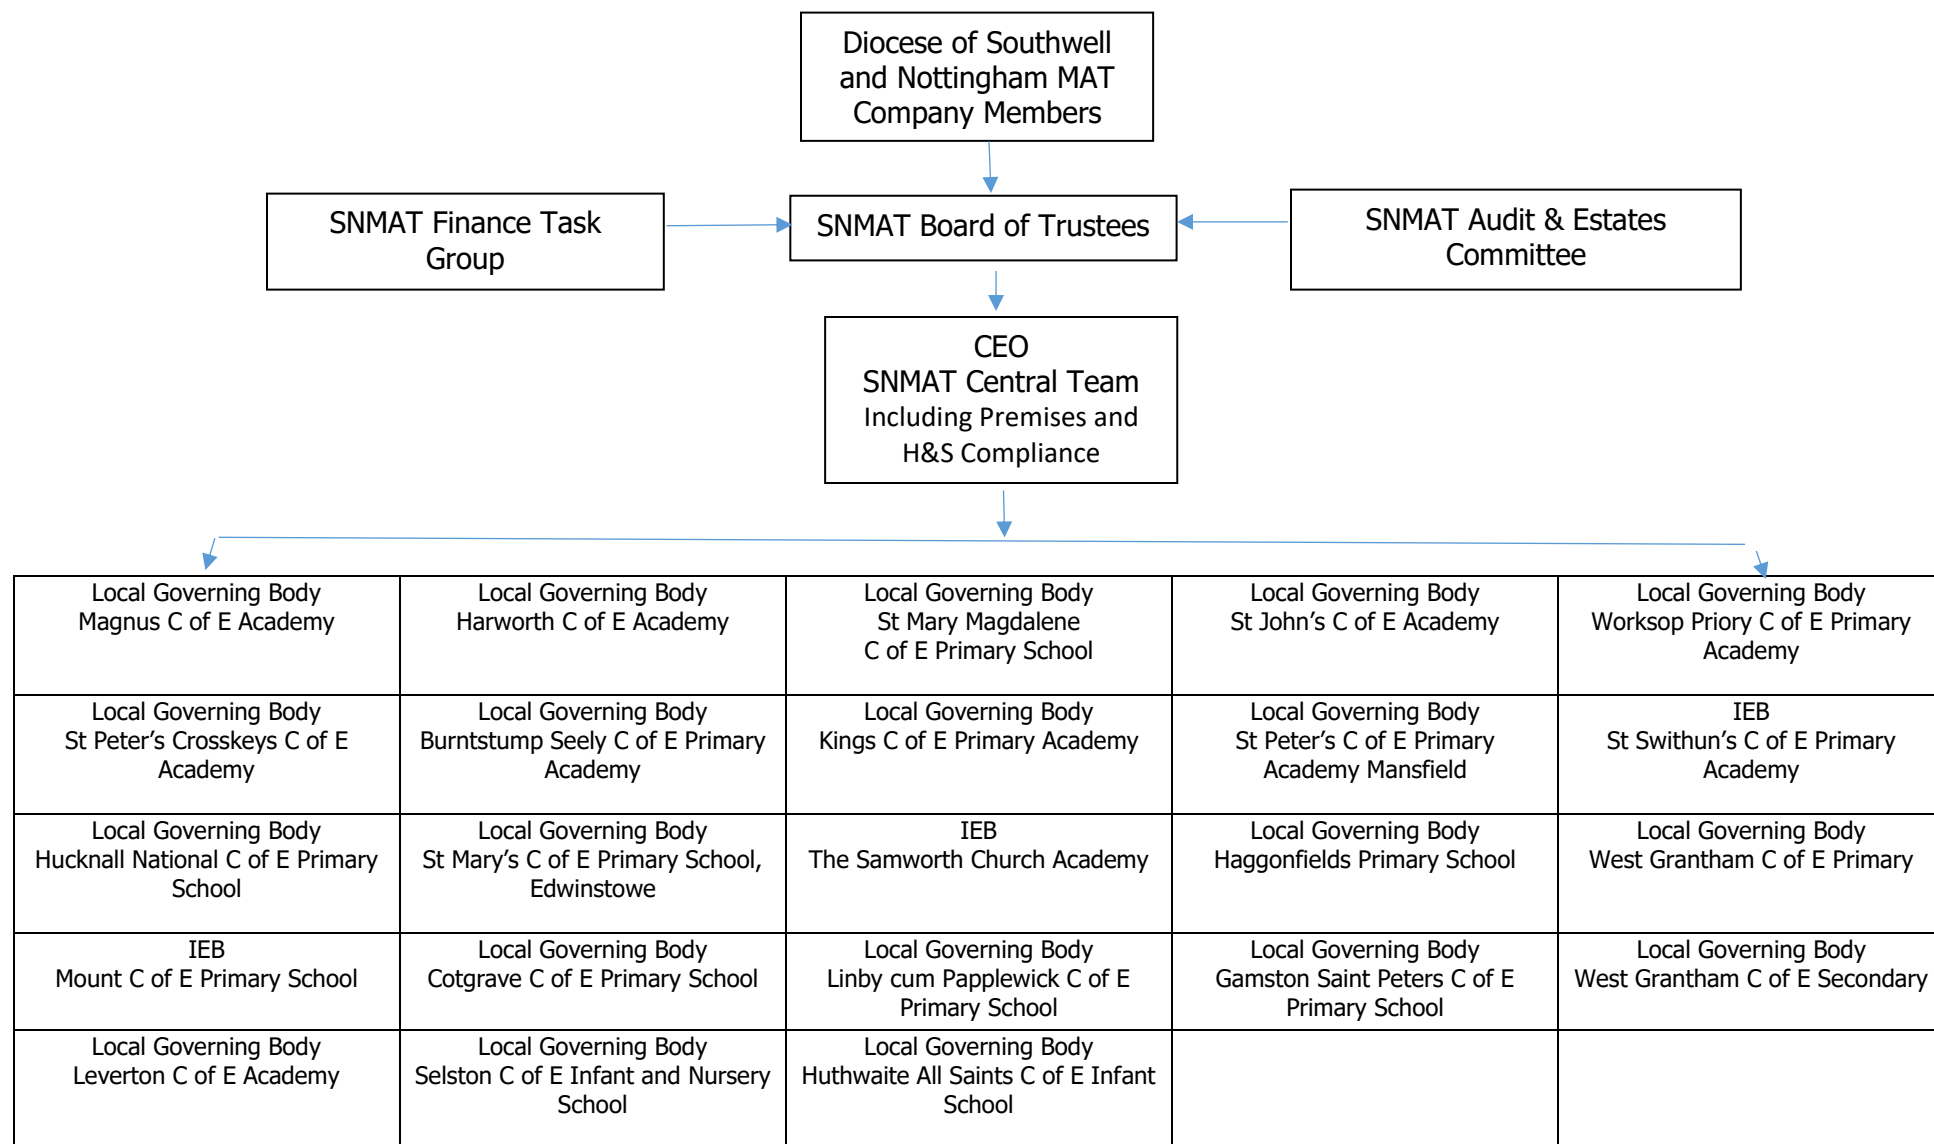 Diocese of Southwell
and Nottingham MAT
Company Members
SNMAT Finance Task
Group
SNMAT Board of Trustees
SNMAT Audit & Estates
Committee
CEO
SNMAT Central Team
Including Premises and
H&S Compliance
Local Governing Body
Magnus C of E Academy
Local Governing Body
Harworth C of E Academy
Local Governing Body
St Mary Magdalene
C of E Primary School
Local Governing Body
St John’s C of E Academy
Local Governing Body
Worksop Priory C of E Primary
Academy
Local Governing Body
St Peter’s Crosskeys C of E
Academy
Local Governing Body
Burntstump Seely C of E Primary
Academy
Local Governing Body
Kings C of E Primary Academy
Local Governing Body
St Peter’s C of E Primary
Academy Mansfield
IEB
St Swithun’s C of E Primary
Academy
Local Governing Body
Hucknall National C of E Primary
School
Local Governing Body
St Mary’s C of E Primary School,
Edwinstowe
IEB
The Samworth Church Academy
Local Governing Body
Haggonfields Primary School
Local Governing Body
West Grantham C of E Primary
IEB
Mount C of E Primary School
Local Governing Body
Cotgrave C of E Primary School
Local Governing Body
Linby cum Papplewick C of E
Primary School
Local Governing Body
Gamston Saint Peters C of E
Primary School
Local Governing Body
West Grantham C of E Secondary
Local Governing Body
Leverton C of E Academy
Local Governing Body
Selston C of E Infant and Nursery
School
Local Governing Body
Huthwaite All Saints C of E Infant
School